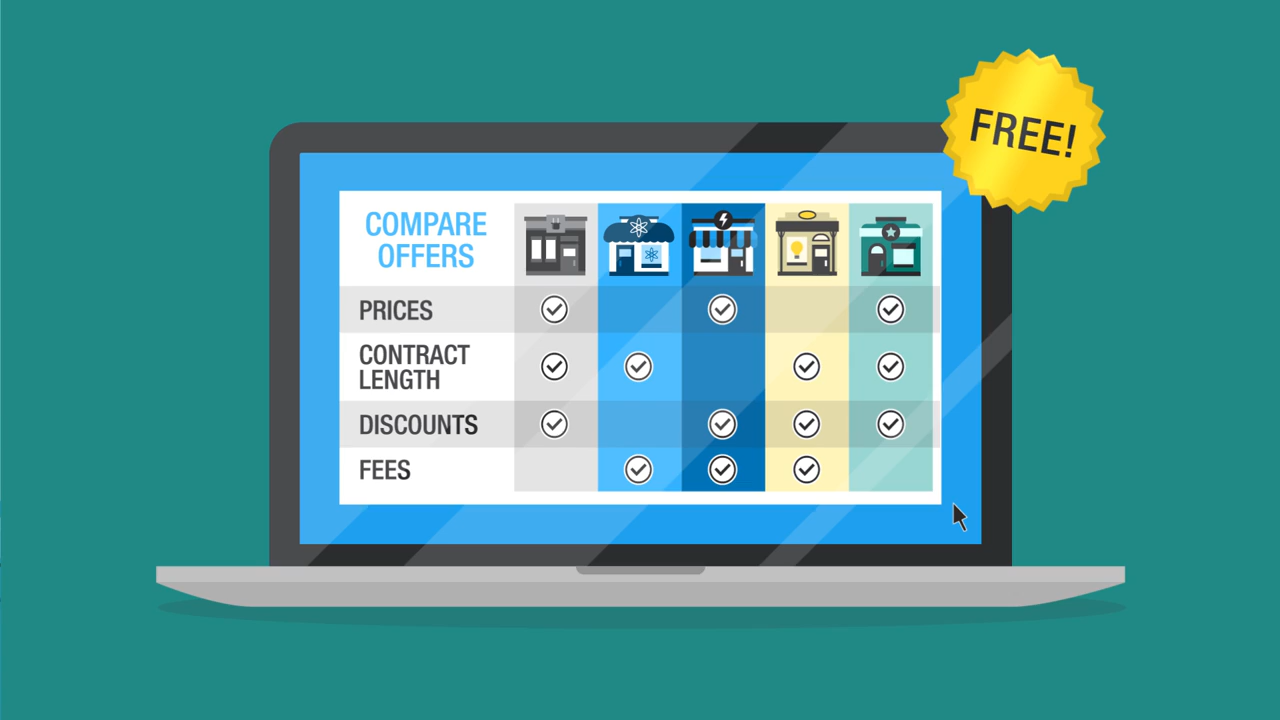 FREE!
COMPARE
OFFERS
PRICES
CONTRACT
LENGTH
DISCOUNTS
FEES